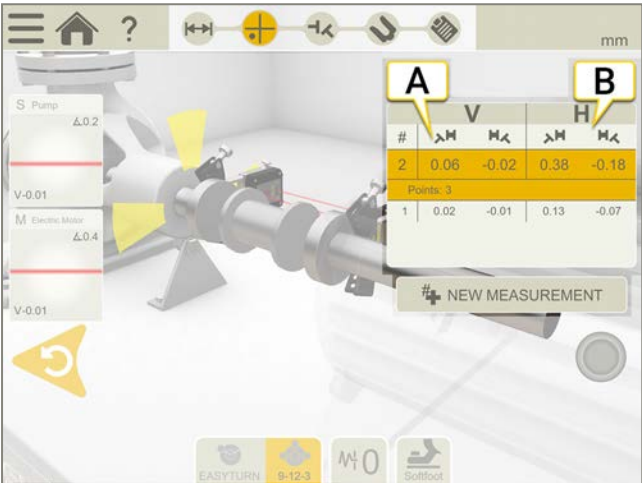 ?
mm
A
B
V H
#
2 0.06 -0.02 0.38 -0.18
Points: 3
1 0.02 -0.01 0.13 -0.07
NEW MEASUREMENT
S Pump
∡0.2
V-0.01
M Electric Motor
∡0.4
V-0.01
EASYTURN
9-12-3
0
Softfoot